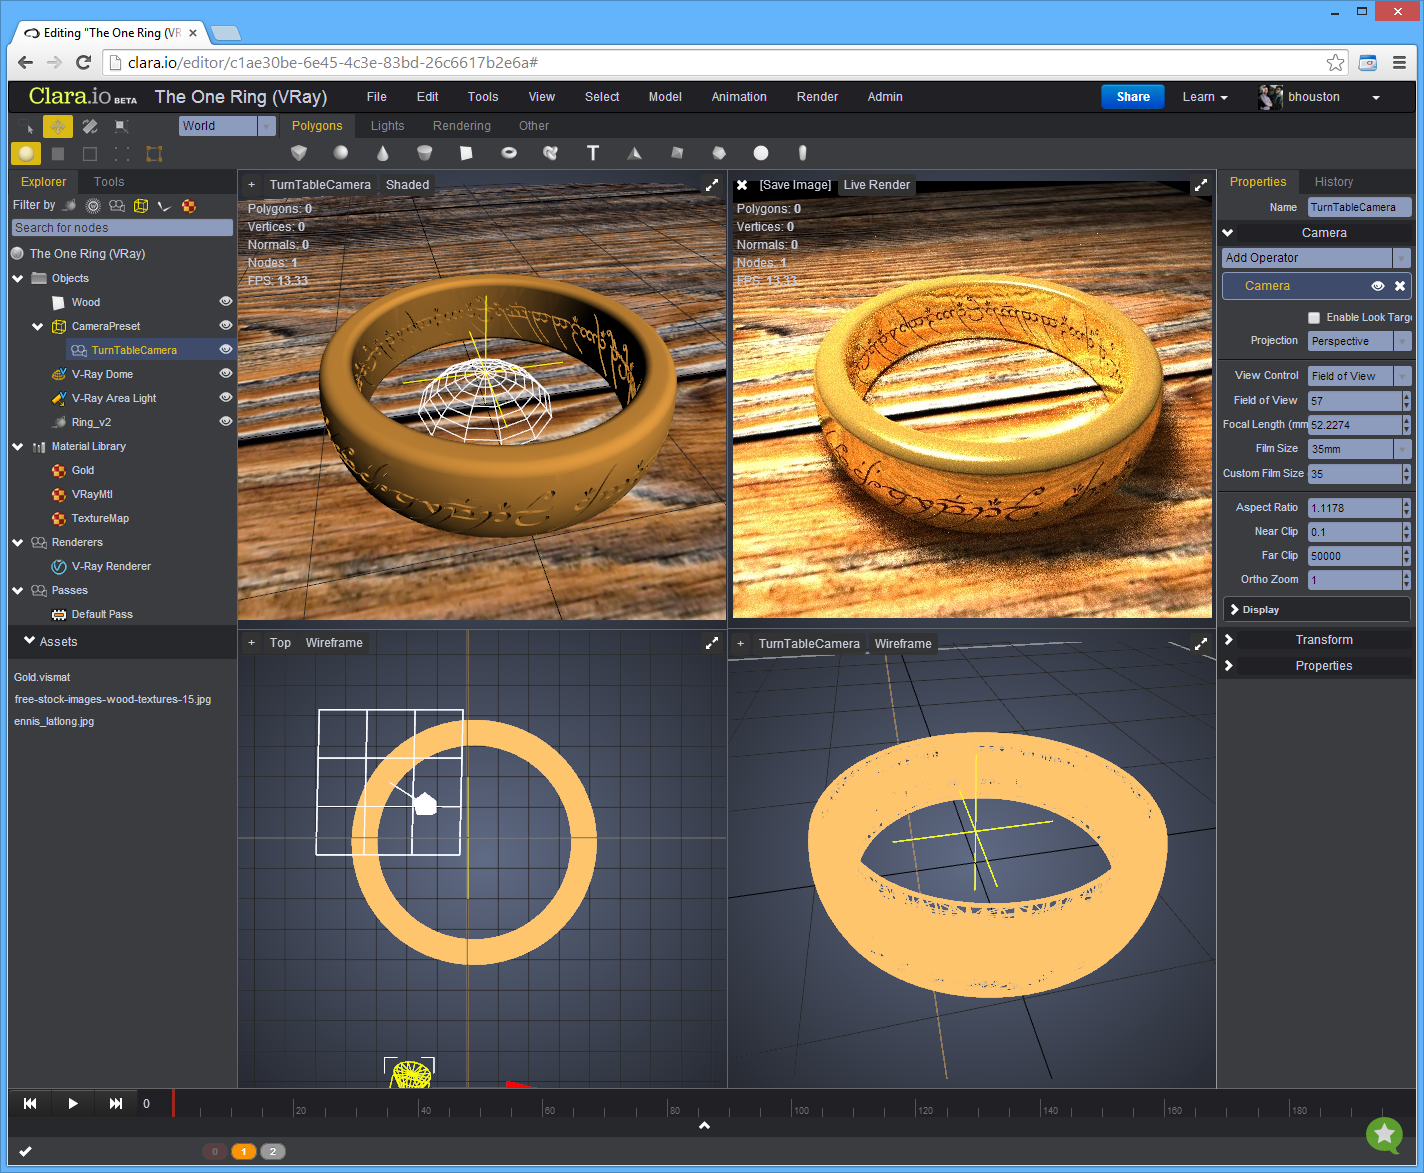 Editing "The One Ring (VR
clara.io/editor/c1ae30be-6e45-4c3e-83bd-26c6617b2e6a#
Clara.io BETA
The One Ring (VRay)
File Edit Tools View Select Model Animation Render Admin
Share
Learn
bhouston
World
Polygons Lights Rendering Other
T
Explorer Tools
Filter by
Search for nodes
The One Ring (VRay)
Objects
Wood
CameraPreset
TurnTableCamera
V-Ray Dome
V-Ray Area Light
Ring_v2
Material Library
Gold
VRayMtl
TextureMap
Renderers
V-Ray Renderer
Passes
Default Pass
Assets
Gold.vismat
free-stock-images-wood-textures-15.jpg
ennis_latlong.jpg
+ TurnTableCamera Shaded
Polygons: 0
Vertices: 0
Normals: 0
Nodes: 1
FPS: 13.33
[Save Image] Live Render
Polygons: 0
Vertices: 0
Normals: 0
Nodes: 1
FPS: 13.33
+ Top Wireframe
+ TurnTableCamera Wireframe
Properties History
Name TurnTableCamera
Camera
Add Operator
Camera
Enable Look Targ
Projection Perspective
View Control Field of View
Field of View 57
Focal Length (mm 52.2274
Film Size 35mm
Custom Film Size 35
Aspect Ratio 1.1178
Near Clip 0.1
Far Clip 50000
Ortho Zoom 1
Display
Transform
Properties
0 20 40 60 80 100 120 140 160 180
0 1 2